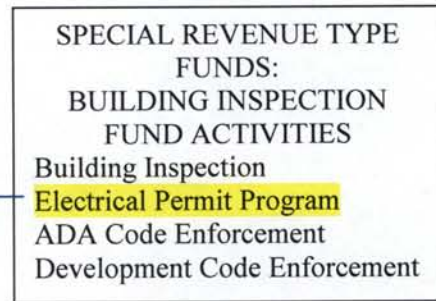 SPECIAL REVENUE TYPE
FUNDS:
BUILDING INSPECTION
FUND ACTIVITIES
Building Inspection
Electrical Permit Program
ADA Code Enforcement
Development Code Enforcement